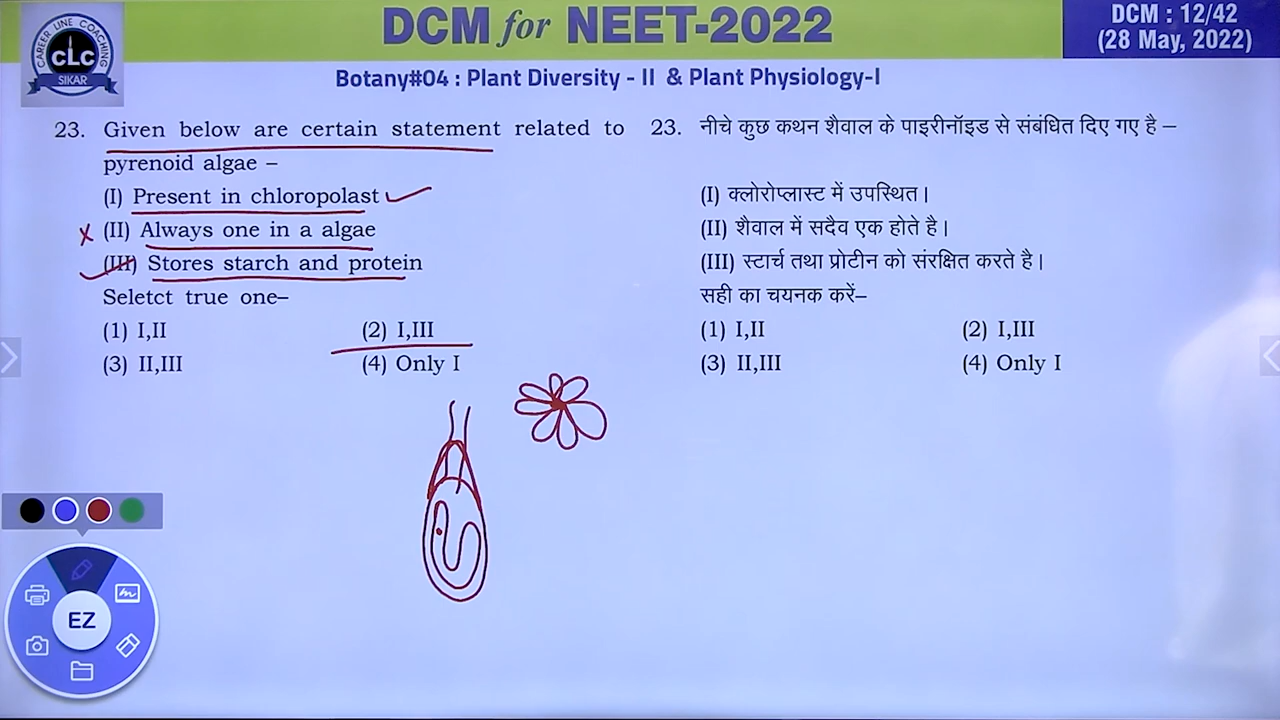 CAREER LINE COACHING
CLC
SIKAR
DCM for NEET-2022
DCM : 12/42
(28 May, 2022)
Botany#04 : Plant Diversity - II & Plant Physiology-I
23. Given below are certain statement related to
pyrenoid algae –
(I) Present in chloropolast
(II) Always one in a algae
(III) Stores starch and protein
Seletct true one–
(1) I,II
(2) I,III
(3) II,III
(4) Only I
23. नीचे कुछ कथन शैवाल के पाइरीनॉइड से संबंधित दिए गए है –
(I) क्लोरोप्लास्ट में उपस्थित।
(II) शैवाल में सदैव एक होते है।
(III) स्टार्च तथा प्रोटीन को संरक्षित करते है।
सही का चयनक करें–
(1) I,II
(2) I,III
(3) II,III
(4) Only I
EZ